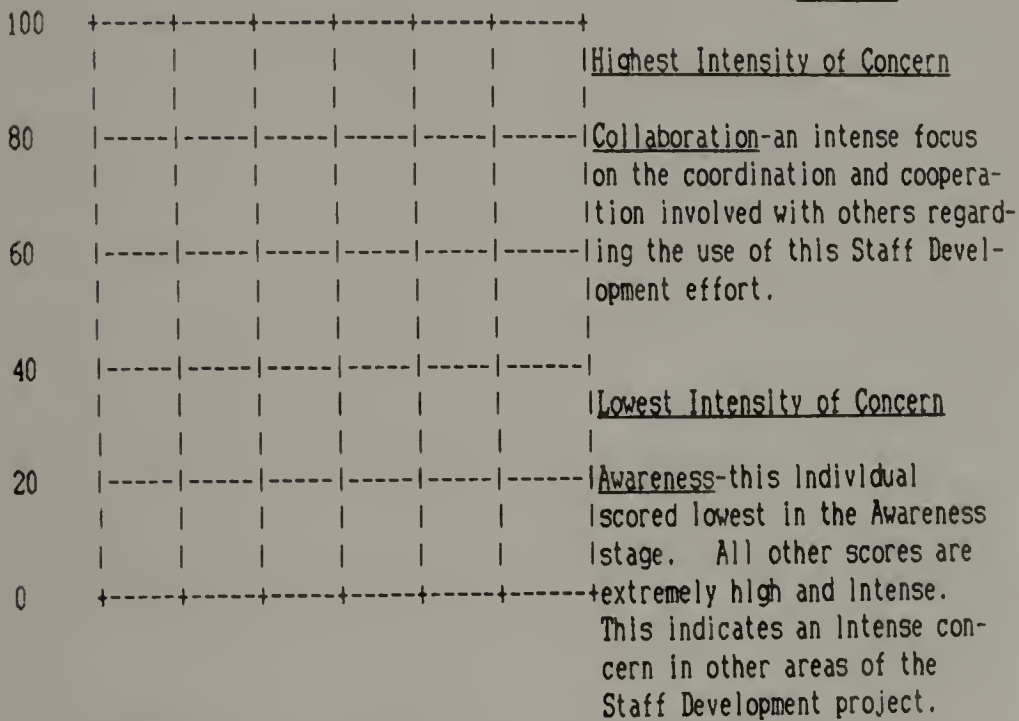 100
Highest Intensity of Concern
80
Collaboration-an intense focus
on the coordination and coopera-
tion involved with others regard-
60
ing the use of this Staff Devel-
opment effort.
40
Lowest Intensity of Concern
20
Awareness-this individual
scored lowest in the Awareness
stage. All other scores are
0
extremely high and intense.
This indicates an intense con-
cern in other areas of the
Staff Development project.